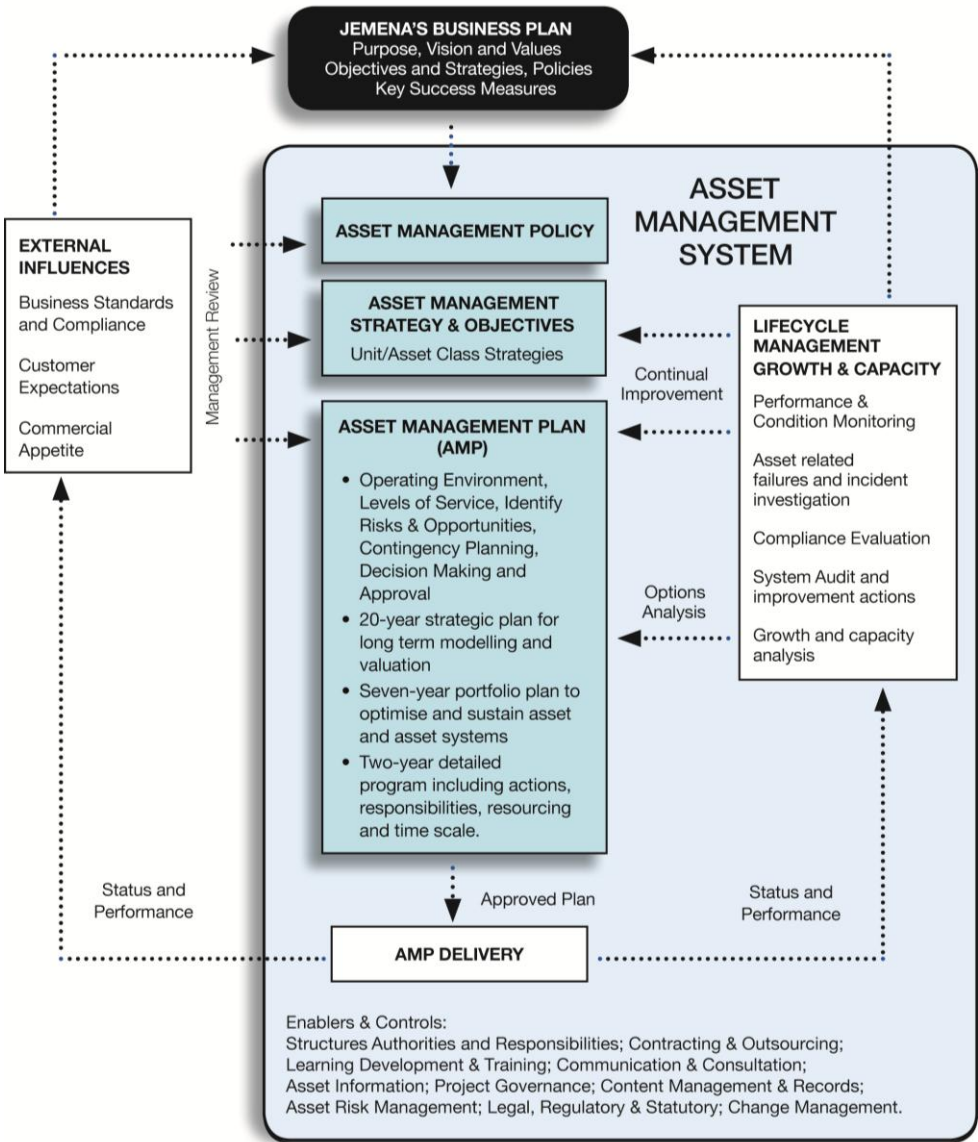 JEMENA'S BUSINESS PLAN
Purpose, Vision and Values
Objectives and Strategies, Policies
Key Success Measures
ASSET
MANAGEMENT
SYSTEM
EXTERNAL
INFLUENCES
Business Standards
and Compliance
Customer
Expectations
Commercial
Appetite
Management Review
ASSET MANAGEMENT POLICY
ASSET MANAGEMENT
STRATEGY & OBJECTIVES
Unit/Asset Class Strategies
ASSET MANAGEMENT PLAN
(AMP)
• Operating Environment,
Levels of Service, Identify
Risks & Opportunities,
Contingency Planning,
Decision Making and
Approval
• 20-year strategic plan for
long term modelling and
valuation
• Seven-year portfolio plan to
optimise and sustain asset
and asset systems
• Two-year detailed
program including actions,
responsibilities, resourcing
and time scale.
Continual
Improvement
Options
Analysis
LIFECYCLE
MANAGEMENT
GROWTH & CAPACITY
Performance &
Condition Monitoring
Asset related
failures and incident
investigation
Compliance Evaluation
System Audit and
improvement actions
Growth and capacity
analysis
Status and
Performance
Approved Plan
Status and
Performance
AMP DELIVERY
Enablers & Controls:
Structures Authorities and Responsibilities; Contracting & Outsourcing;
Learning Development & Training; Communication & Consultation;
Asset Information; Project Governance; Content Management & Records;
Asset Risk Management; Legal, Regulatory & Statutory; Change Management.